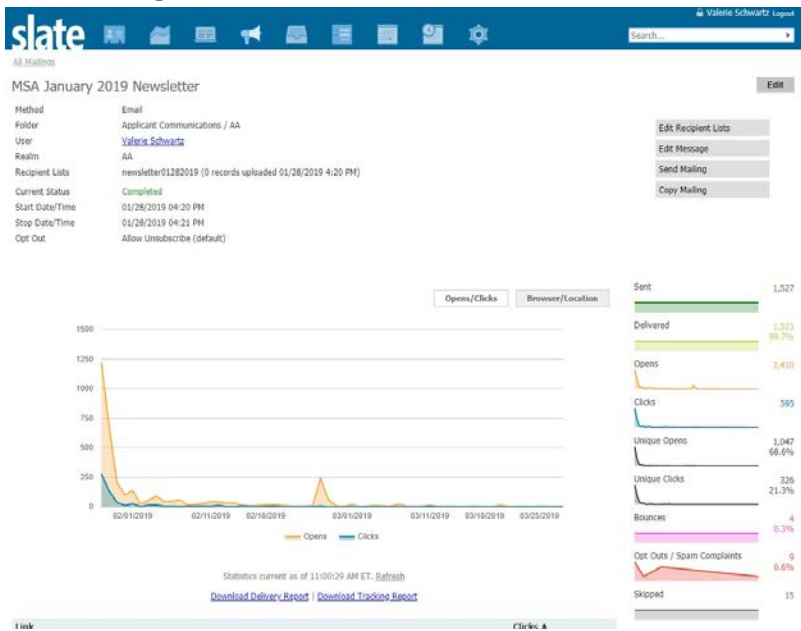 Valerie Schwartz Logout
slate
Search...
All Mailings
MSA January 2019 Newsletter
Edit
Method Email
Folder Applicant Communications / AA
User Valerie Schwartz
Realm AA
Recipient Lists newsletter01282019 (0 records uploaded 01/28/2019 4:20 PM)
Current Status Completed
Start Date/Time 01/28/2019 04:20 PM
Stop Date/Time 01/28/2019 04:21 PM
Opt Out Allow Unsubscribe (default)
Edit Recipient Lists
Edit Message
Send Mailing
Copy Mailing
Opens/Clicks Browser/Location
1500
1250
1000
750
500
250
0
02/01/2019 02/11/2019 02/18/2019 03/01/2019 03/11/2019 03/18/2019 03/25/2019
Opens Clicks
Statistics current as of 11:00:29 AM ET. Refresh
Download Delivery Report | Download Tracking Report
Sent 1,527
Delivered 1,523
99.7%
Opens 3,410
Clicks 595
Unique Opens 1,047
68.6%
Unique Clicks 326
21.3%
Bounces 4
0.3%
Opt Outs / Spam Complaints 9
0.6%
Skipped 15
Link Clicks ▲